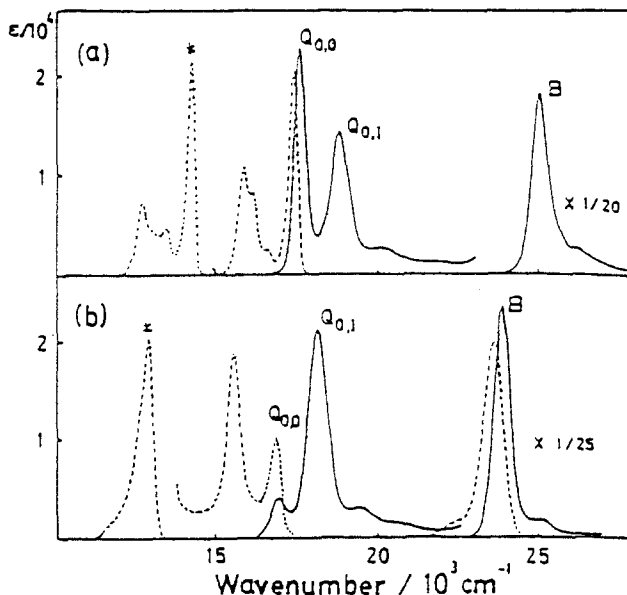 ε/10⁴
(a)
*
Q0,0
Q0,1
B
2
1
X 1/20
(b)
*
Q0,0
Q0,1
B
2
1
X 1/25
15 20 25
Wavenumber / 10³ cm⁻¹